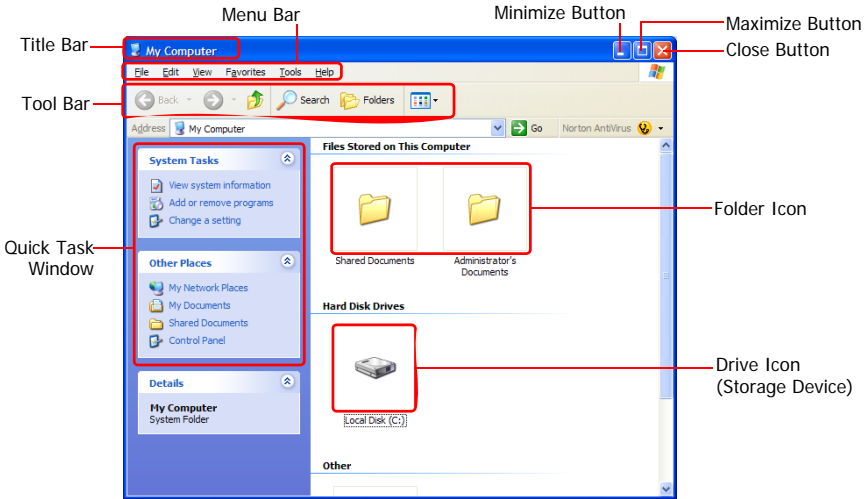 Menu Bar
Minimize Button
Maximize Button
Title Bar
My Computer
Close Button
File Edit View Favorites Tools Help
Tool Bar
Back Search Folders
Address My Computer Go Norton AntiVirus
Files Stored on This Computer
System Tasks
View system information
Add or remove programs
Change a setting
Folder Icon
Quick Task
Window
Shared Documents
Administrator's
Documents
Other Places
My Network Places
My Documents
Shared Documents
Control Panel
Hard Disk Drives
Drive Icon
(Storage Device)
Local Disk (C:)
Details
My Computer
System Folder
Other